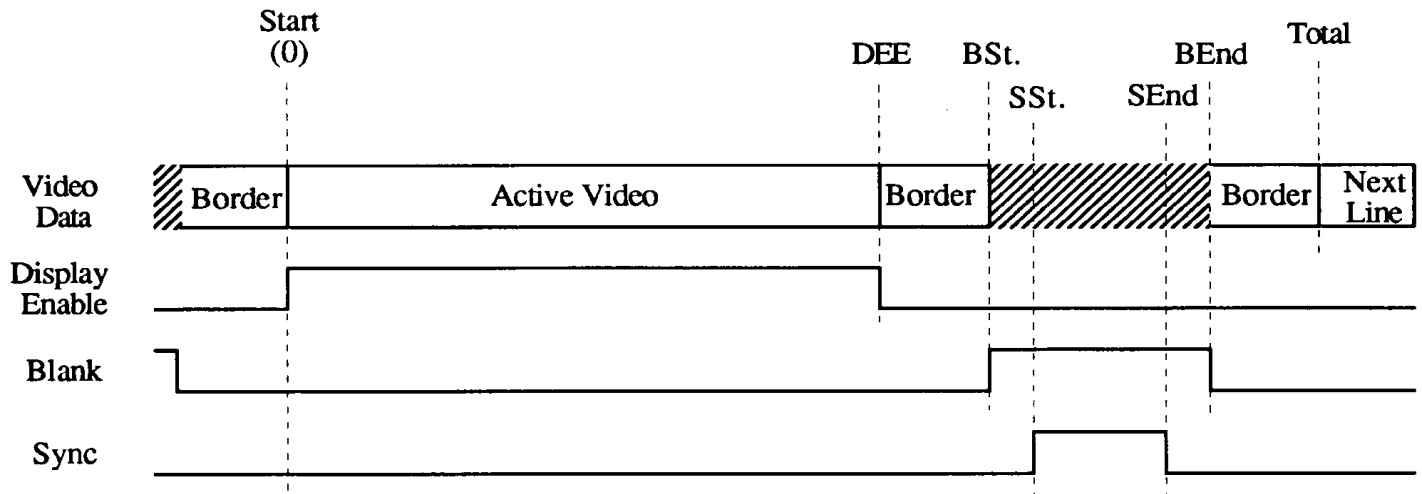 Start
(0)
DEE
BSt.
SSt.
SEnd
BEnd
Total
Video
Data
Border
Active Video
Border
Border
Next
Line
Display
Enable
Blank
Sync